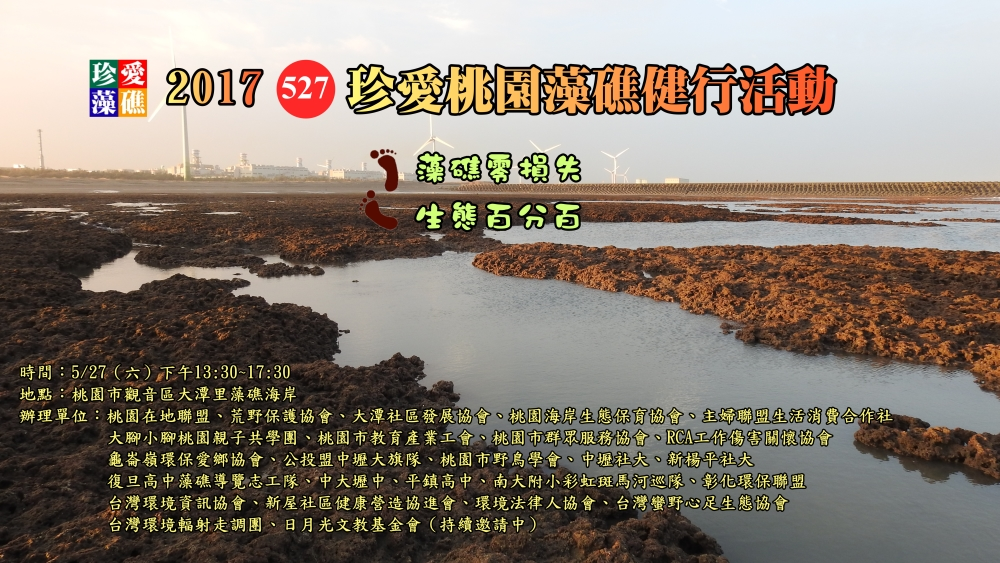 珍愛藻礁
2017 527 珍愛桃園藻礁健行活動
藻礁零損失
生態百分百
時間：5/27（六）下午13:30~17:30
地點：桃園市觀音區大潭里藻礁海岸
辦理單位：桃園在地聯盟、荒野保護協會、大潭社區發展協會、桃園海岸生態保育協會、主婦聯盟生活消費合作社
大腳小腳桃園親子共學團、桃園市教育產業工會、桃園市群眾服務協會、RCA工作傷害關懷協會
龜崙嶺環保愛鄉協會、公投盟中壢大旗隊、桃園市野鳥學會、中壢社大、新楊平社大
復旦高中藻礁導覽志工隊、中大壢中、平鎮高中、南大附小彩虹斑馬河巡隊、彰化環保聯盟
台灣環境資訊協會、新屋社區健康營造協進會、環境法律人協會、台灣蠻野心足生態協會
台灣環境輻射走調團、日月光文教基金會（持續邀請中）